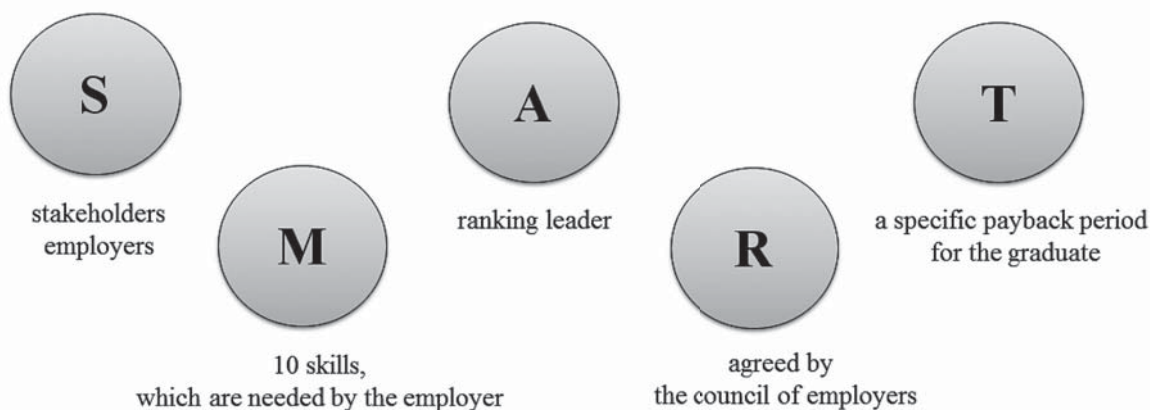 S
stakeholders
employers
M
10 skills,
which are needed by the employer
A
ranking leader
R
agreed by
the council of employers
T
a specific payback period
for the graduate